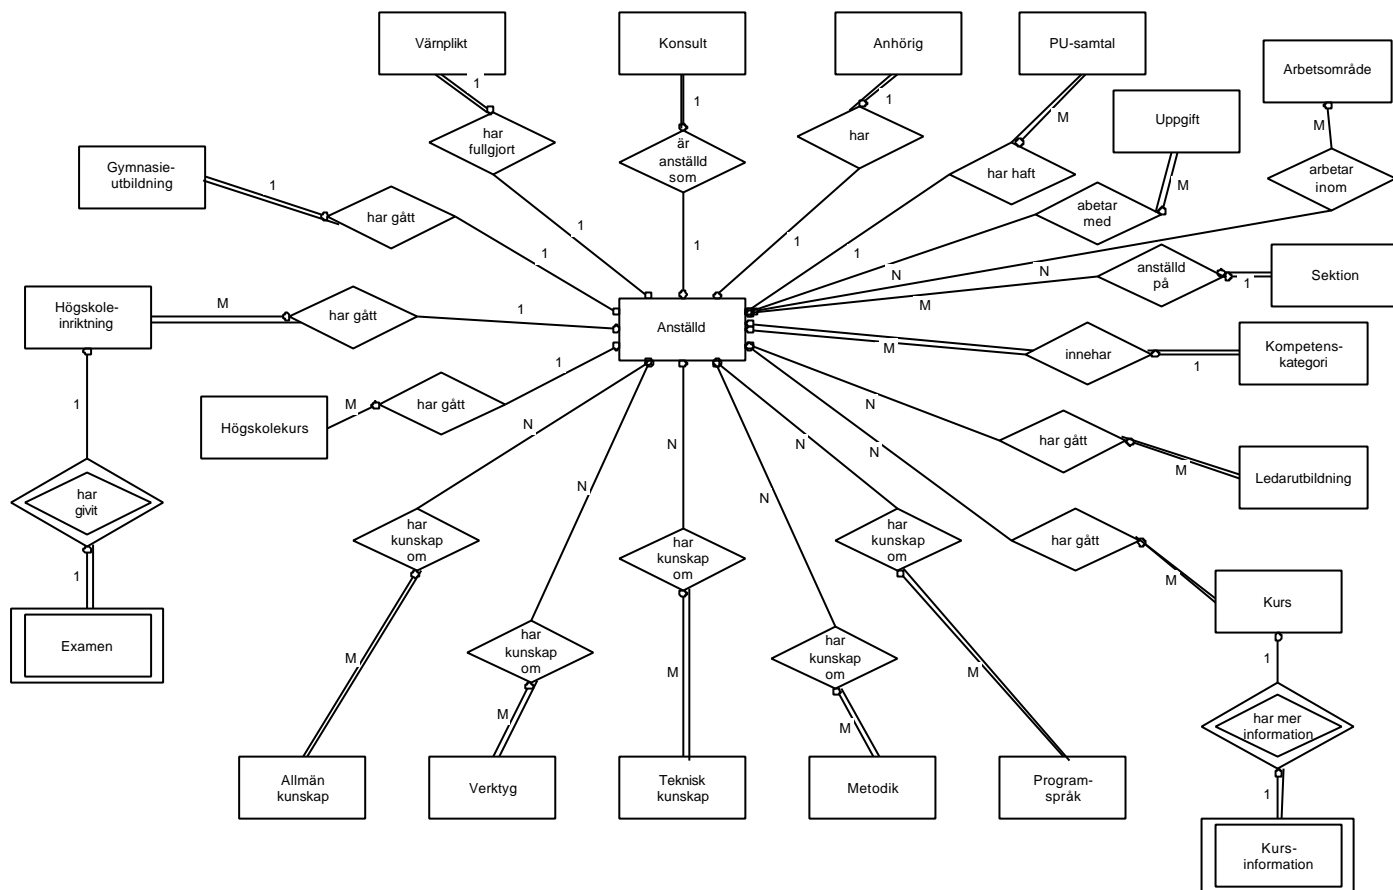 Värnplikt
Konsult
Anhörig
PU-samtal
Arbetsområde
1
1
1
M
Uppgift
M
har
fullgjort
är
anställd
som
har
har haft
M
arbetar
inom
Gymnasie-
utbildning
1
har gått
abetar
med
1
1
1
1
1
N
N
anställd
på
1
Sektion
Högskole-
inriktning
M
har gått
1
M
Anställd
M
innehar
1
Kompetens-
kategori
1
1
Högskolekurs
M
har gått
N
N
N
N
N
N
N
har gått
M
Ledarutbildning
har
givit
har
kunskap
om
har
kunskap
om
har
kunskap
om
har gått
M
1
Examen
Kurs
M
har
kunskap
om
M
har
kunskap
om
M
1
M
M
har mer
information
1
Allmän
kunskap
Verktyg
Teknisk
kunskap
Metodik
Program-
språk
Kurs-
information